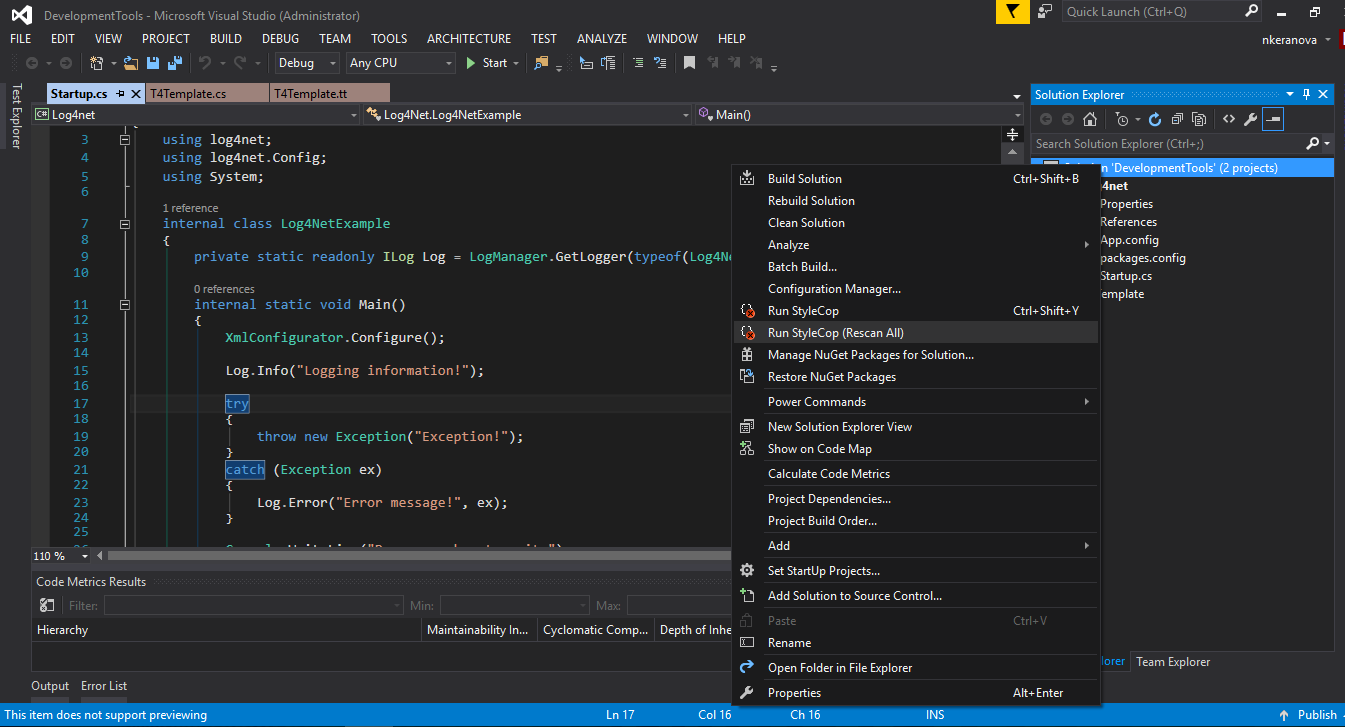 DevelopmentTools - Microsoft Visual Studio (Administrator)
Quick Launch (Ctrl+Q)
FILE EDIT VIEW PROJECT BUILD DEBUG TEAM TOOLS ARCHITECTURE TEST ANALYZE WINDOW HELP
nkeranova
Debug Any CPU Start
Test Explorer
Startup.cs T4Template.cs T4Template.tt
C# Log4net Log4Net.Log4NetExample Main()
3 using log4net;
4 using log4net.Config;
5 using System;
6
1 reference
7 internal class Log4NetExample
8 {
9 private static readonly ILog Log = LogManager.GetLogger(typeof(Log4Ne
10
0 references
11 internal static void Main()
12 {
13 XmlConfigurator.Configure();
14
15 Log.Info("Logging information!");
16
17 try
18 {
19 throw new Exception("Exception!");
20 }
21 catch (Exception ex)
22 {
23 Log.Error("Error message!", ex);
24 }
25
110 %
Code Metrics Results
Filter: Min: Max:
Hierarchy Maintainability In... Cyclomatic Comp... Depth of Inhe
Output Error List
This item does not support previewing Ln 17 Col 16 Ch 16 INS Publish
Build Solution Ctrl+Shift+B
Rebuild Solution
Clean Solution
Analyze
Batch Build...
Configuration Manager...
Run StyleCop Ctrl+Shift+Y
Run StyleCop (Rescan All)
Manage NuGet Packages for Solution...
Restore NuGet Packages
Power Commands
New Solution Explorer View
Show on Code Map
Calculate Code Metrics
Project Dependencies...
Project Build Order...
Add
Set StartUp Projects...
Add Solution to Source Control...
Paste Ctrl+V
Rename
Open Folder in File Explorer
Properties Alt+Enter
Solution Explorer
Search Solution Explorer (Ctrl+;)
n 'DevelopmentTools' (2 projects)
4net
Properties
References
App.config
packages.config
Startup.cs
emplate
lorer Team Explorer